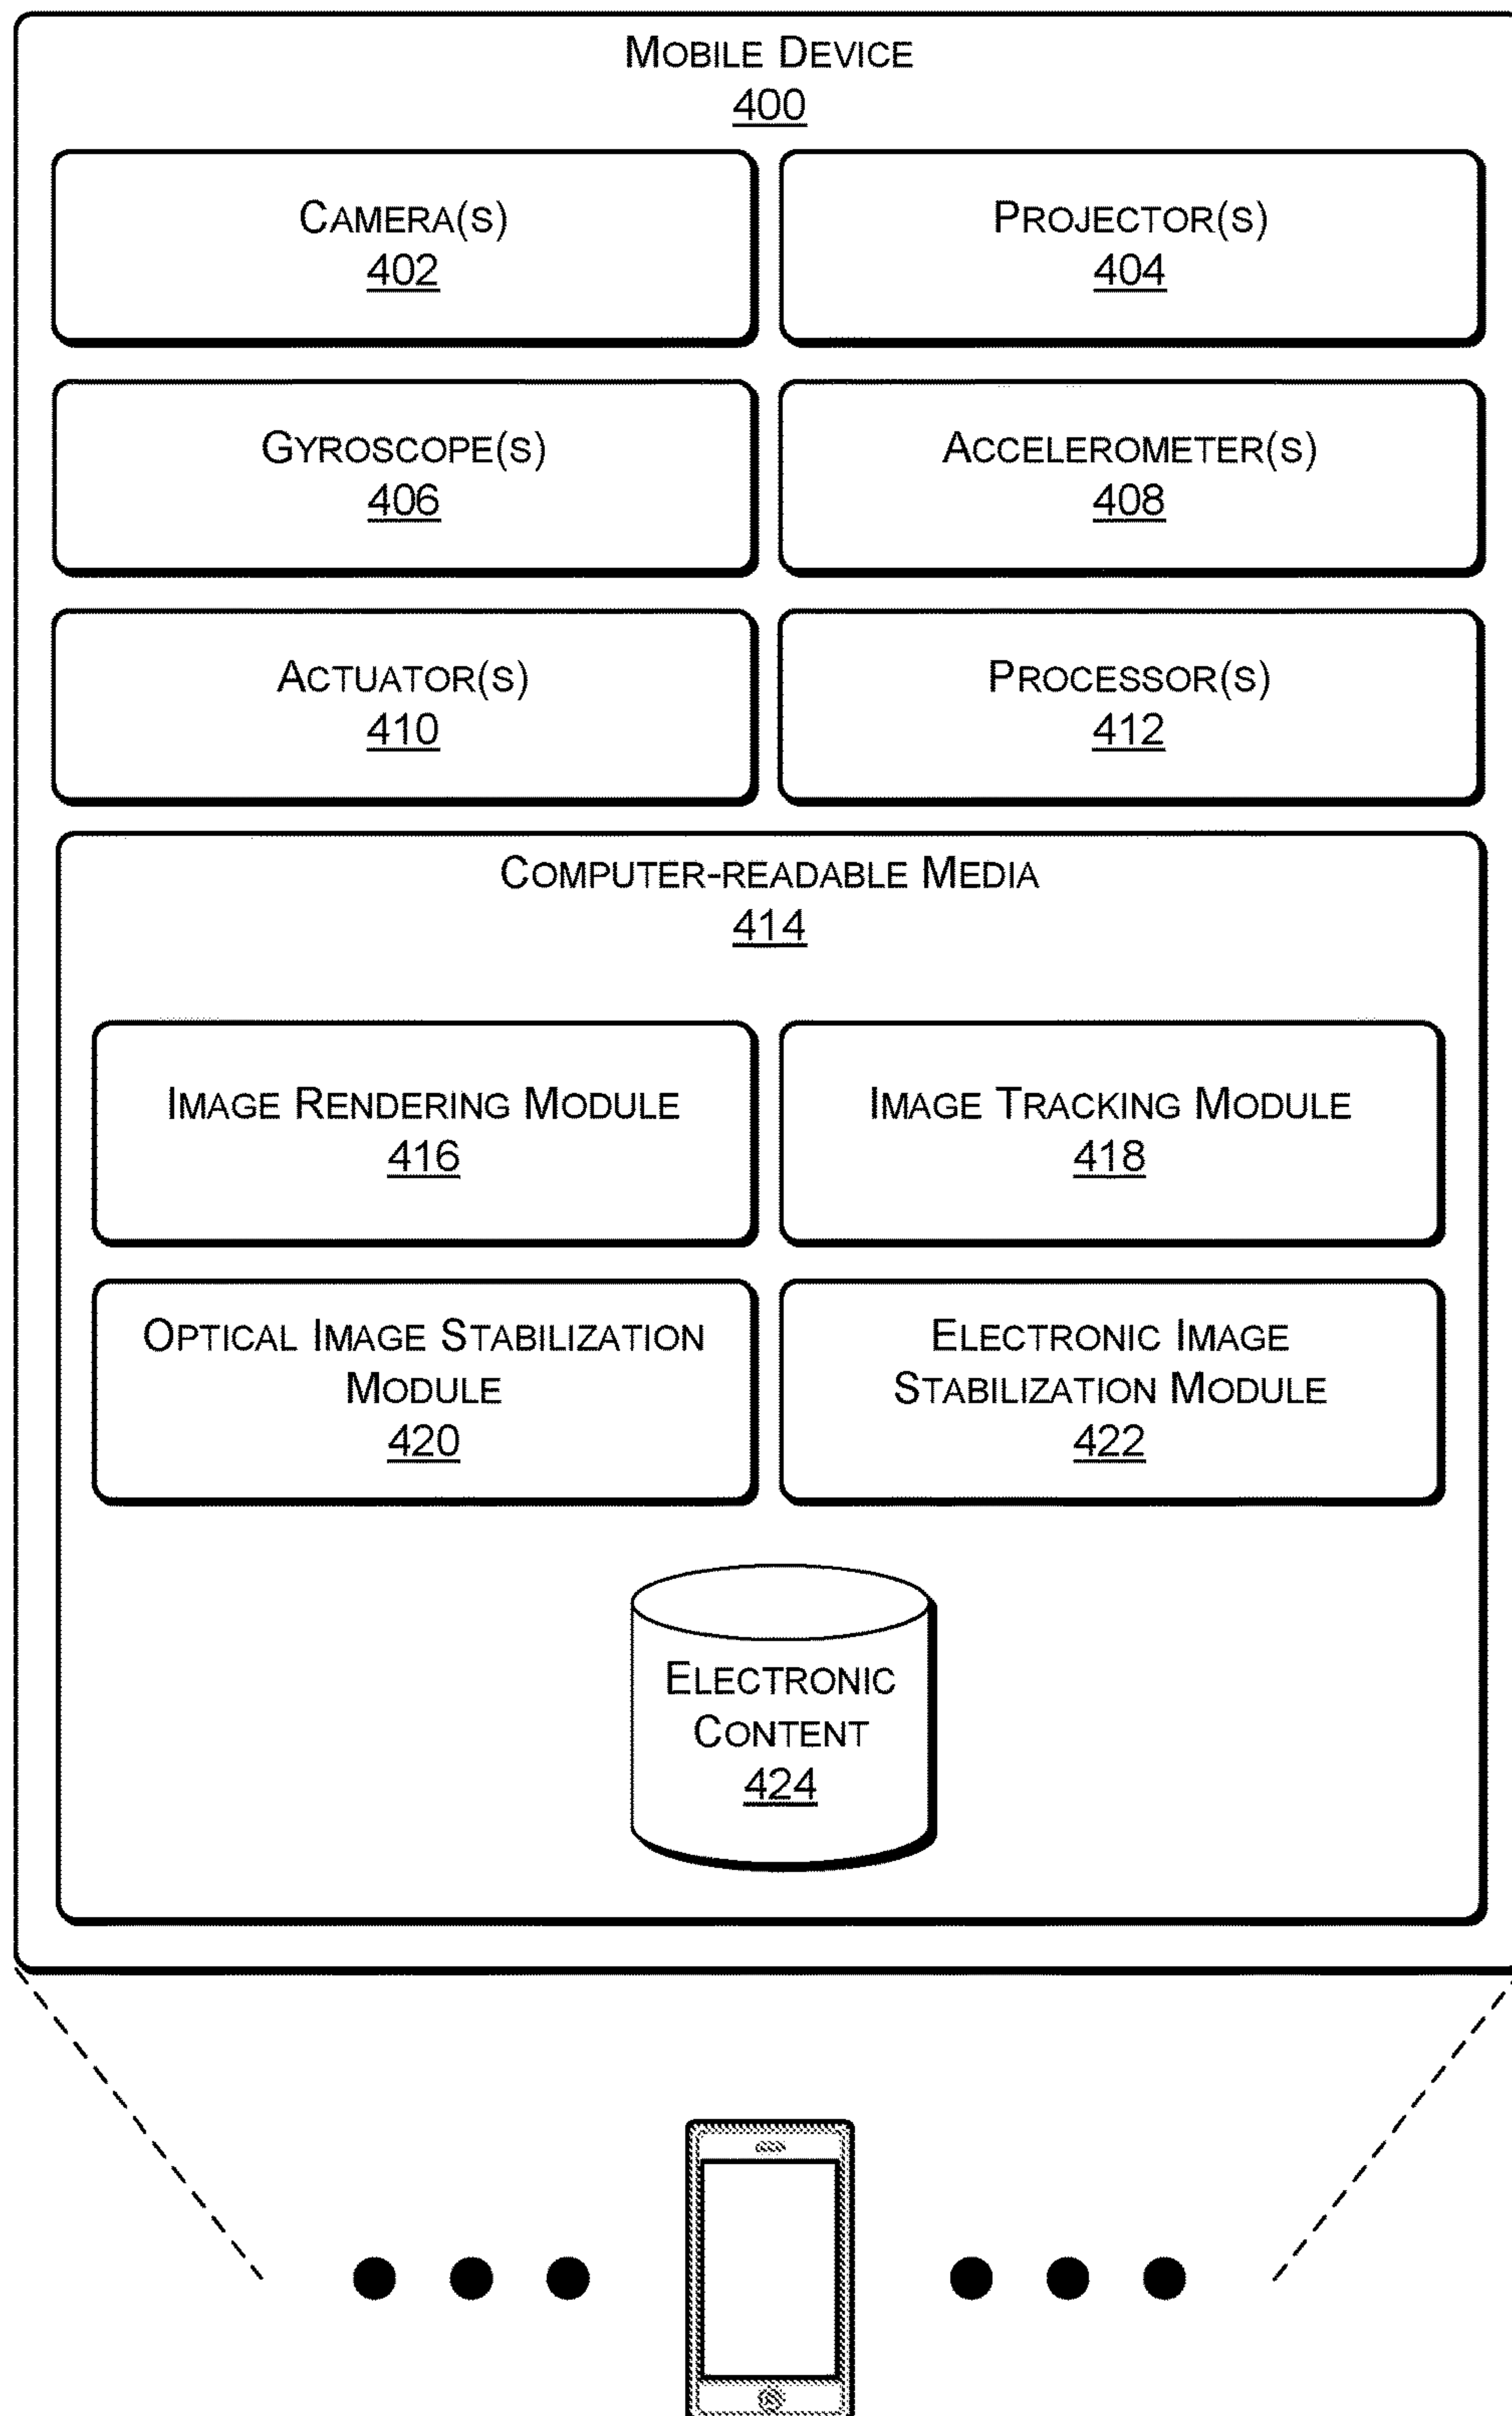 MOBILE DEVICE
400
CAMERA(S)
402
PROJECTOR(S)
404
GYROSCOPE(S)
406
ACCELEROMETER(S)
408
ACTUATOR(S)
410
PROCESSOR(S)
412
COMPUTER-READABLE MEDIA
414
IMAGE RENDERING MODULE
416
IMAGE TRACKING MODULE
418
OPTICAL IMAGE STABILIZATION
MODULE
420
ELECTRONIC IMAGE
STABILIZATION MODULE
422
ELECTRONIC
CONTENT
424